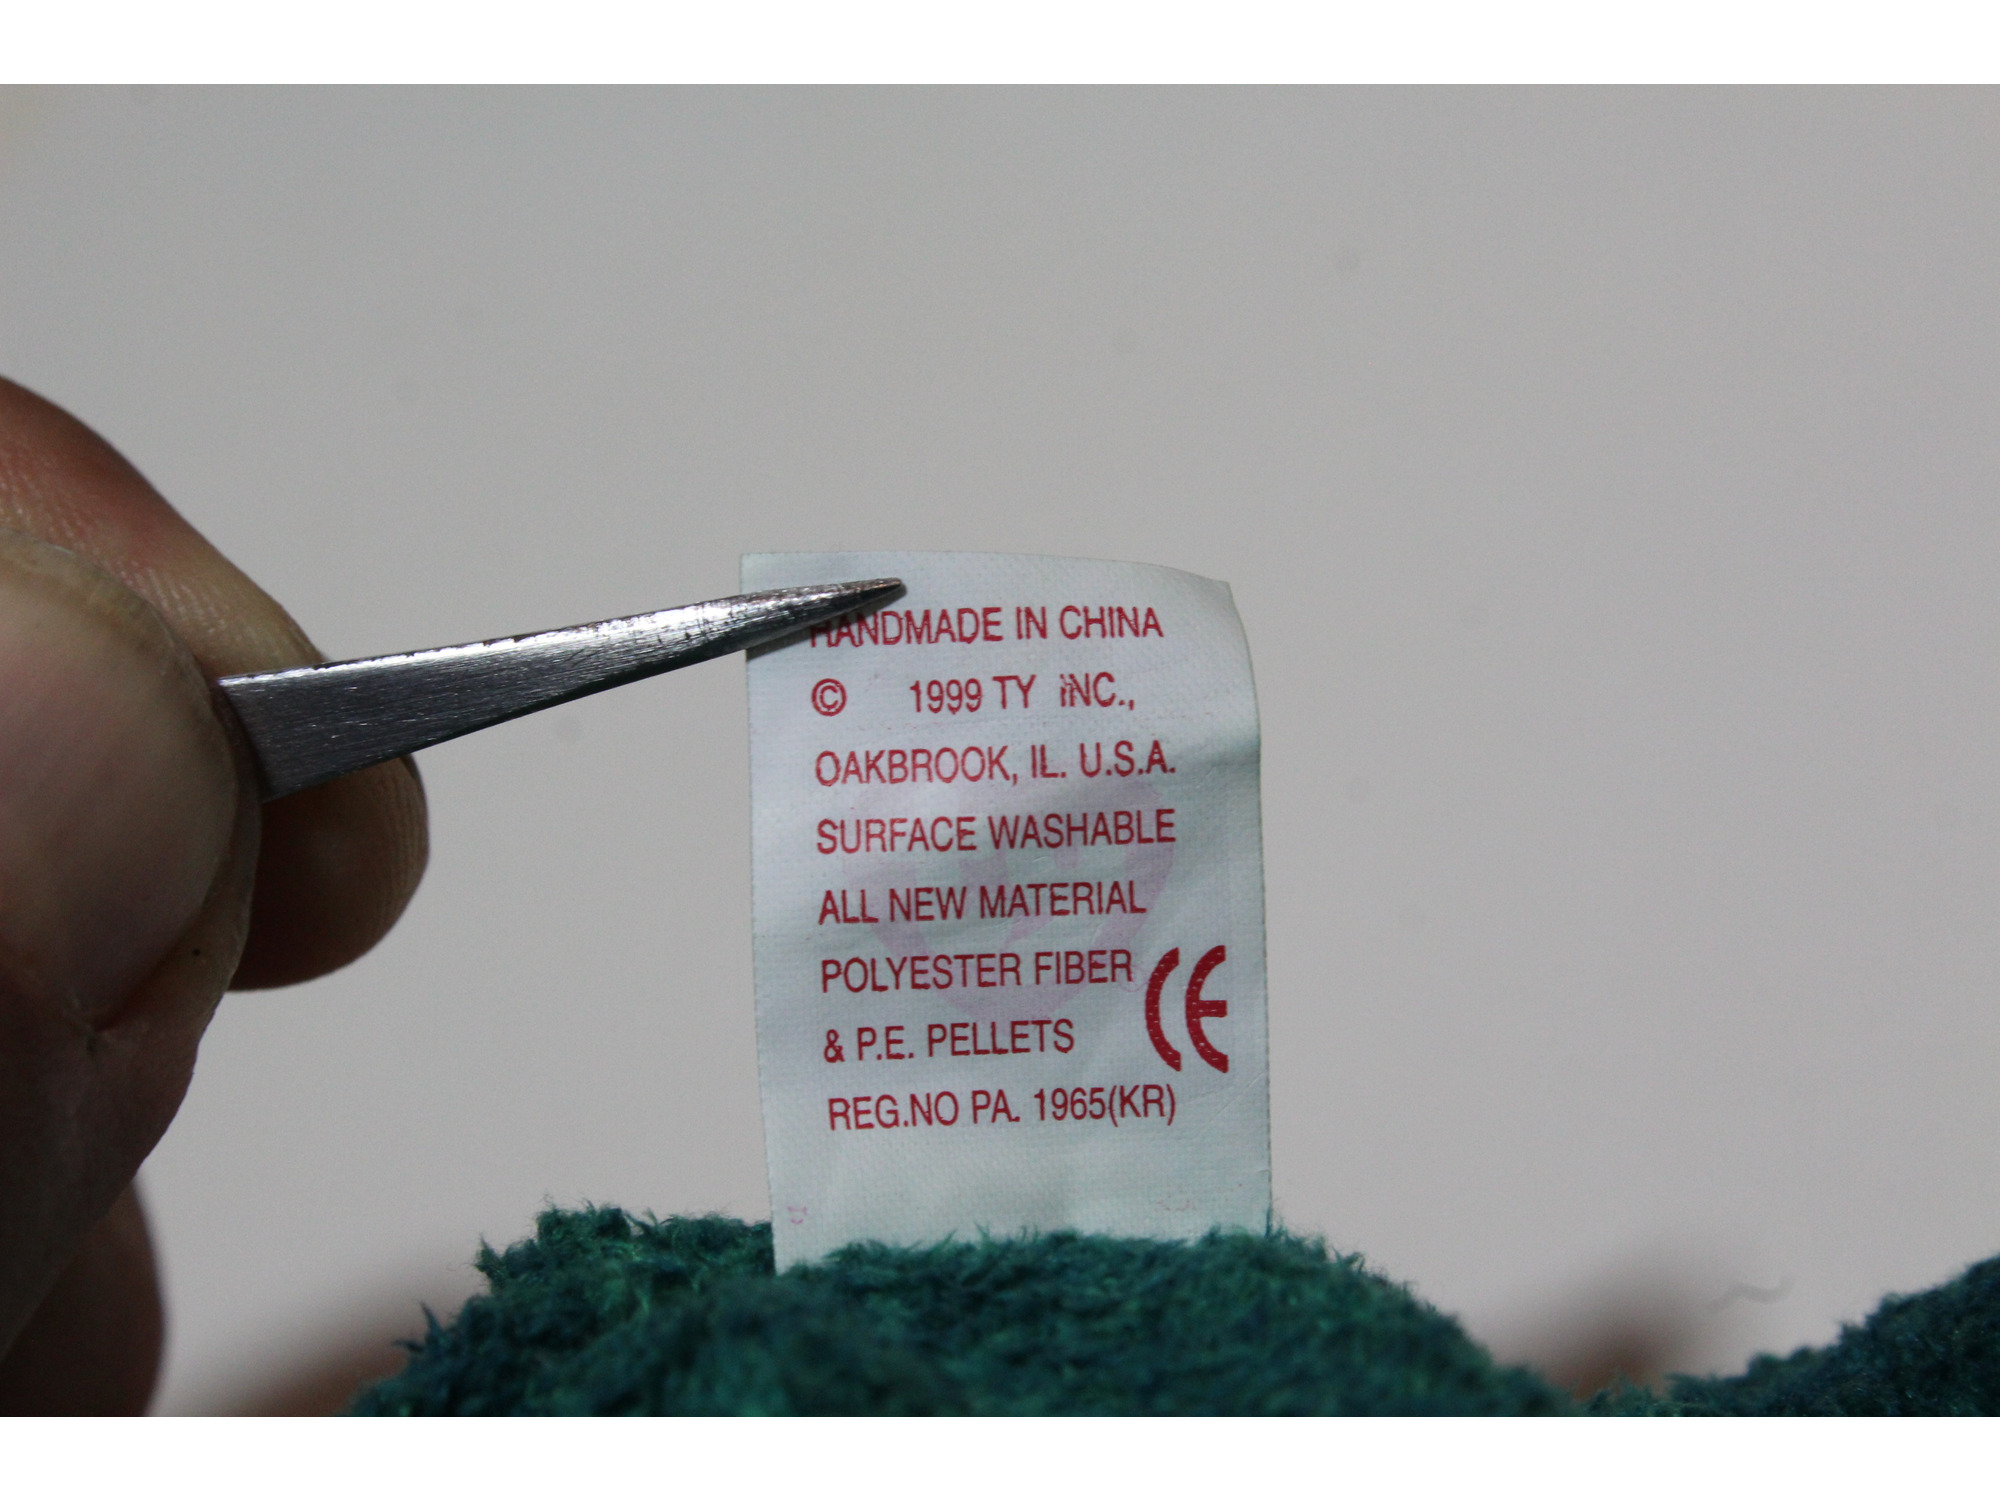 HANDMADE IN CHINA
© 1999 TY INC.,
OAKBROOK, IL. U.S.A.
SURFACE WASHABLE
ALL NEW MATERIAL
POLYESTER FIBER
& P.E. PELLETS
CE
REG.NO PA. 1965(KR)